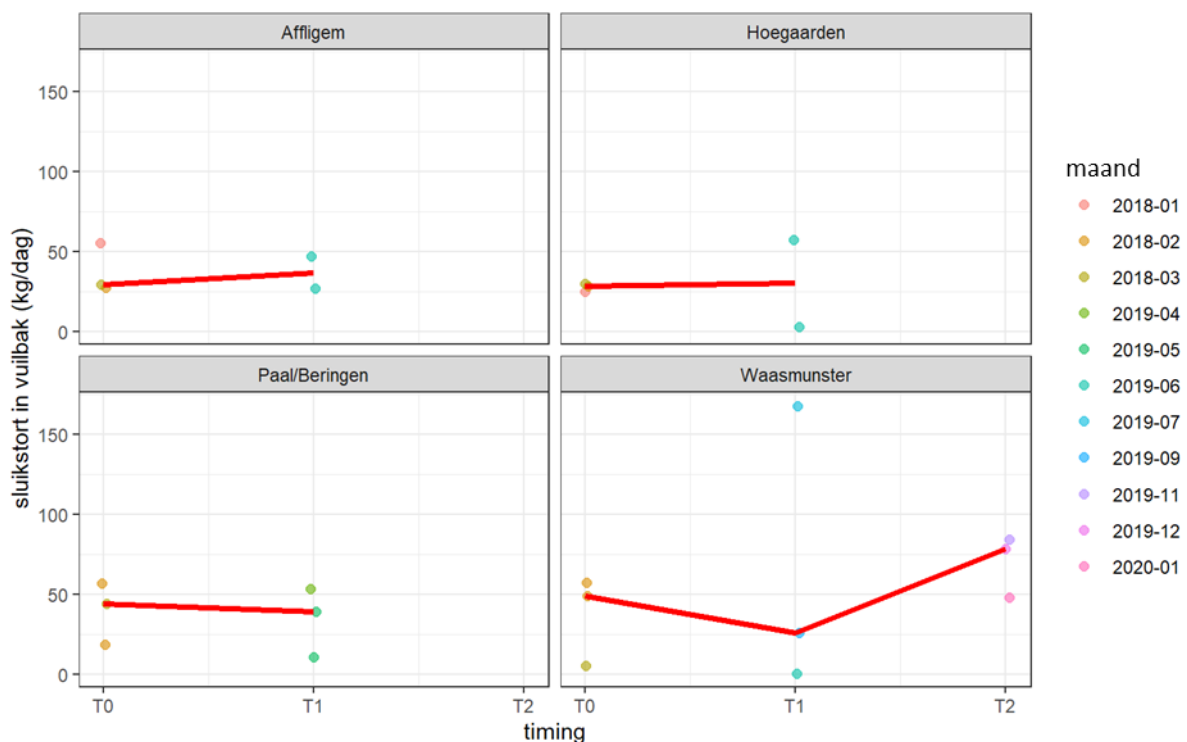 Affligem
Hoegaarden
150
100
50
0
Paal/Beringen
Waasmunster
150
100
50
0
T0
T1
T2
T0
T1
T2
timing
sluikstort in vuilbak (kg/dag)
maand
2018-01
2018-02
2018-03
2019-04
2019-05
2019-06
2019-07
2019-09
2019-11
2019-12
2020-01